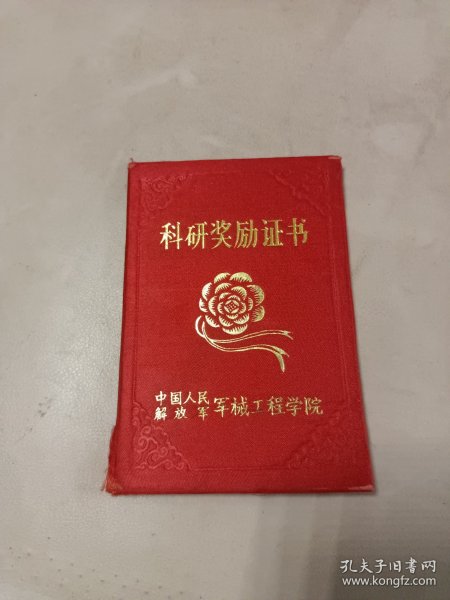 科研奖励证书
中国人民
解放军
军械工程学院
孔夫子旧书网
www.kongfz.com